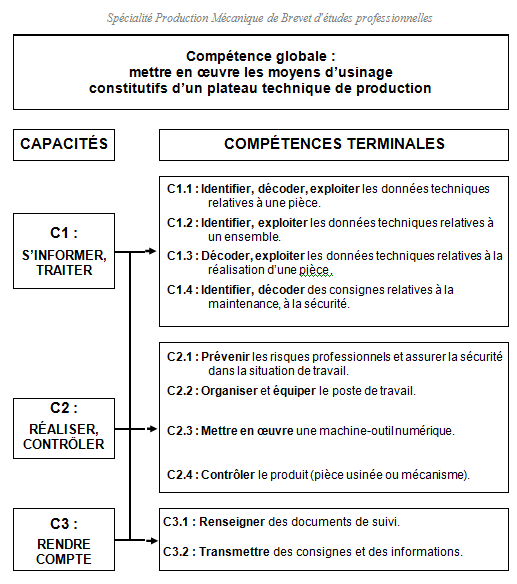 Spécialité Production Mécanique de Brevet d'études professionnelles
Compétence globale :
mettre en œuvre les moyens d'usinage
constitutifs d'un plateau technique de production
CAPACITÉS
COMPÉTENCES TERMINALES
C1 :
S'INFORMER,
TRAITER
C1.1 : Identifier, décoder, exploiter les données techniques
relatives à une pièce.
C1.2 : Identifier, exploiter les données techniques relatives à
un ensemble.
C1.3 : Décoder, exploiter les données techniques relatives à la
réalisation d'une pièce.
C1.4 : Identifier, décoder des consignes relatives à la
maintenance, à la sécurité.
C2 :
RÉALISER,
CONTRÔLER
C2.1 : Prévenir les risques professionnels et assurer la sécurité
dans la situation de travail.
C2.2 : Organiser et équiper le poste de travail.
C2.3 : Mettre en œuvre une machine-outil numérique.
C2.4 : Contrôler le produit (pièce usinée ou mécanisme).
C3 :
RENDRE
COMPTE
C3.1 : Renseigner des documents de suivi.
C3.2 : Transmettre des consignes et des informations.